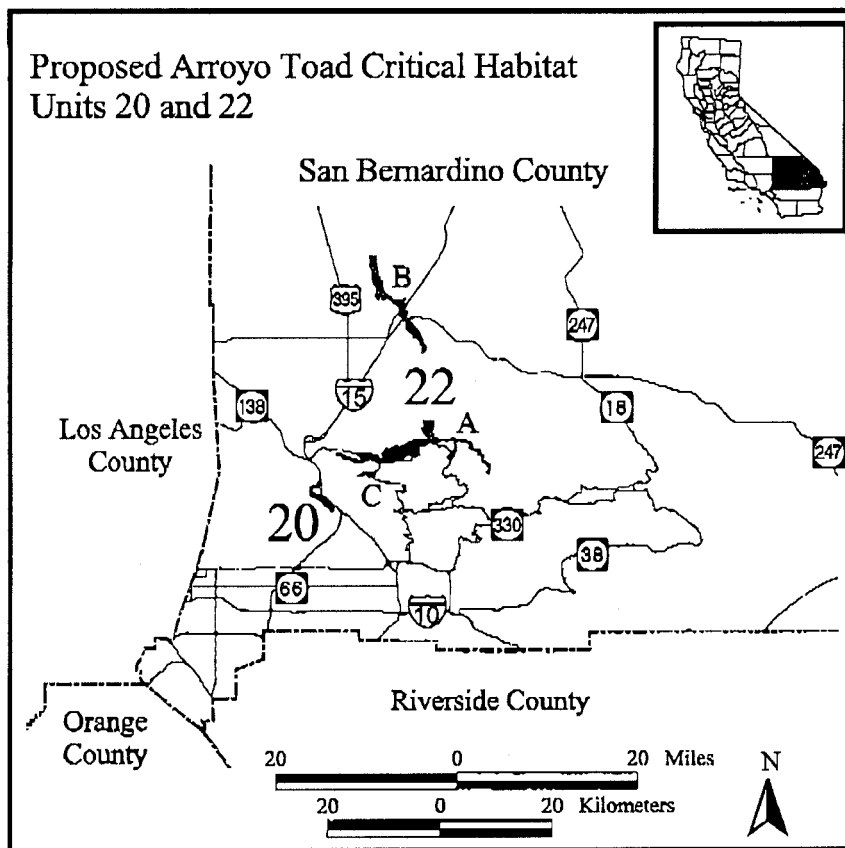 Proposed Arroyo Toad Critical Habitat
Units 20 and 22
San Bernardino County
B
395
247
15
22
138
18
A
Los Angeles
County
247
C
20
330
38
66
10
Riverside County
Orange
County
20 0 20 Miles
20 0 20 Kilometers
N